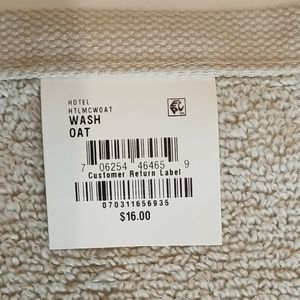 HOTEL
HTLMCWOAT
WASH
OAT
7 06254 46465 9
Customer Return Label
070311656935
$16.00